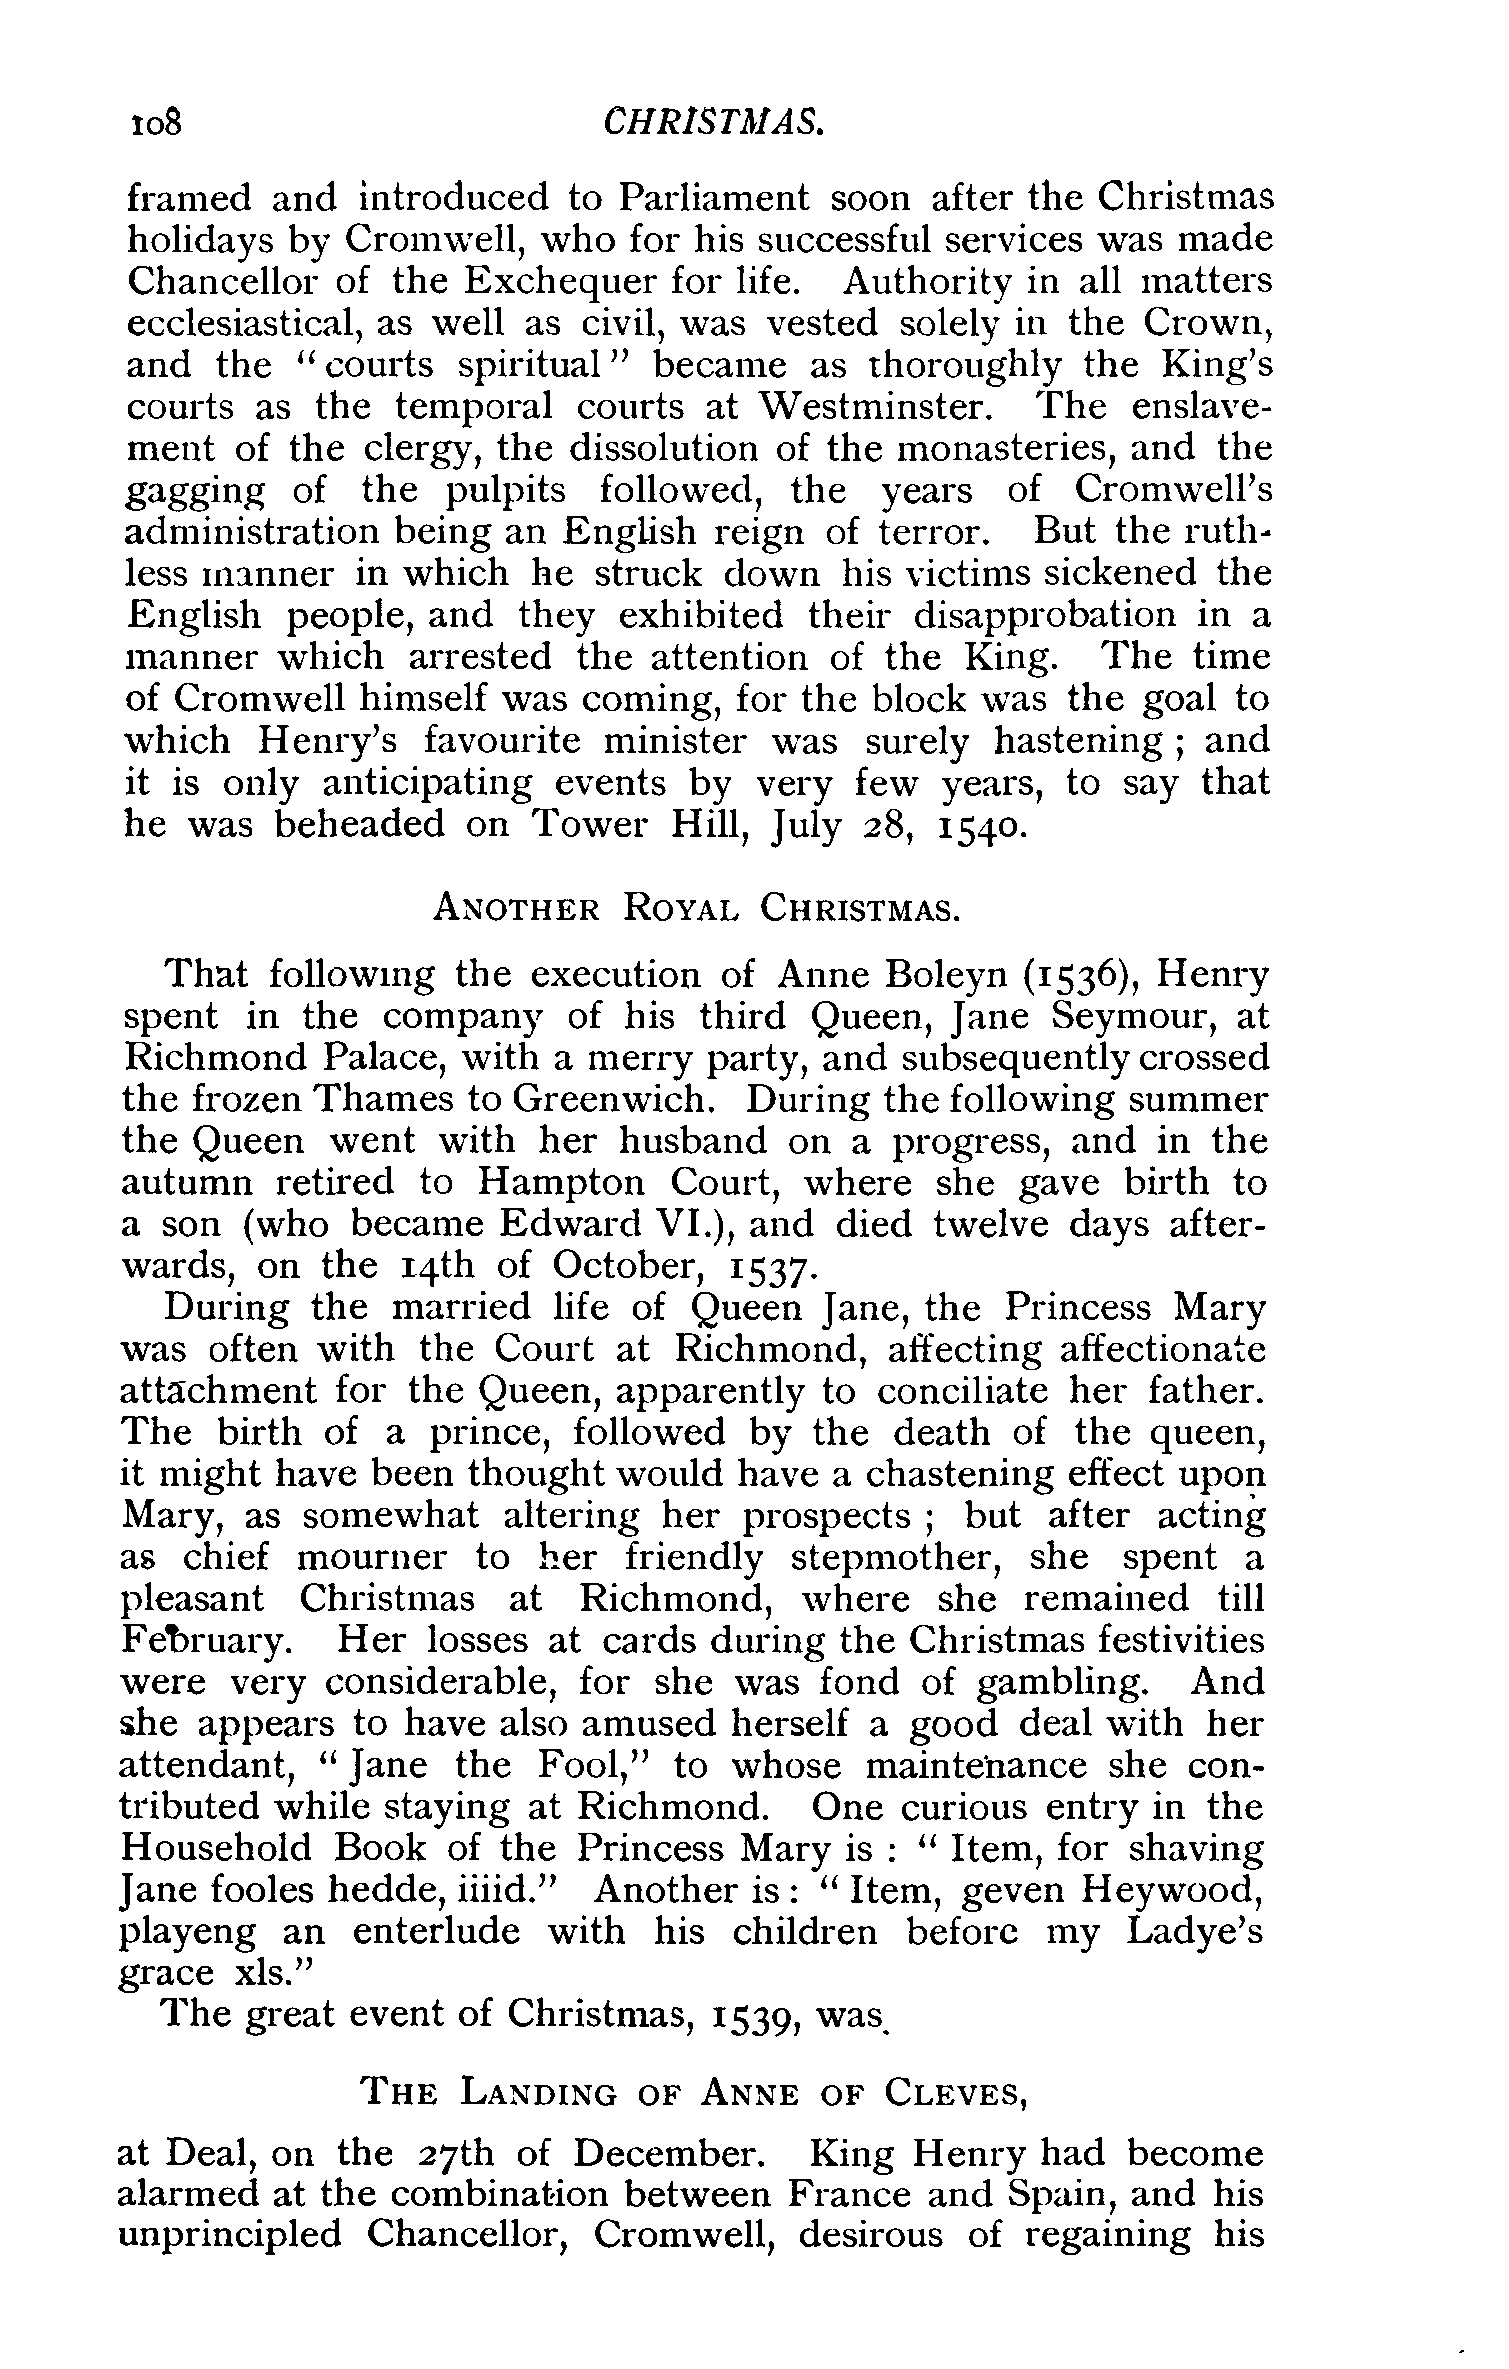 108 CHRISTMAS.
framed and introduced to Parliament soon after the Christmas
holidays by Cromwell, who for his successful services was made
Chancellor of the Exchequer for life. Authority in all matters
ecclesiastical, as well as civil, was vested solely in the Crown,
and the “courts spiritual” became as thoroughly the King’s
courts as the temporal courts at Westminster. The enslave-
ment of the clergy, the dissolution of the monasteries, and the
gagging of the pulpits followed, the years of Cromwell’s
administration being an English reign of terror. But the ruth-
less manner in which he struck down his victims sickened the
English people, and they exhibited their disapprobation in a
manner which arrested the attention of the King. The time
of Cromwell himself was coming, for the block was the goal to
which Henry’s favourite minister was surely hastening ; and
it is only anticipating events by very few years, to say that
he was beheaded on Tower Hill, July 28, 1540.
ANOTHER ROYAL CHRISTMAS.
That following the execution of Anne Boleyn (1536), Henry
spent in the company of his third Queen, Jane Seymour, at
Richmond Palace, with a merry party, and subsequently crossed
the frozen Thames to Greenwich. During the following summer
the Queen went with her husband on a progress, and in the
autumn retired to Hampton Court, where she gave birth to
a son (who became Edward VI.), and died twelve days after-
wards, on the 14th of October, 1537.
During the married life of Queen Jane, the Princess Mary
was often with the Court at Richmond, affecting affectionate
attachment for the Queen, apparently to conciliate her father.
The birth of a prince, followed by the death of the queen,
it might have been thought would have a chastening effect upon
Mary, as somewhat altering her prospects ; but after acting
as chief mourner to her friendly stepmother, she spent a
pleasant Christmas at Richmond, where she remained till
February. Her losses at cards during the Christmas festivities
were very considerable, for she was fond of gambling. And
she appears to have also amused herself a good deal with her
attendant, “Jane the Fool,” to whose maintenance she con-
tributed while staying at Richmond. One curious entry in the
Household Book of the Princess Mary is : “Item, for shaving
Jane fooles hedde, iiiid.” Another is : “Item, geven Heywood,
playeng an enterlude with his children before my Ladye’s
grace xls.”
The great event of Christmas, 1539, was
THE LANDING OF ANNE OF CLEVES,
at Deal, on the 27th of December. King Henry had become
alarmed at the combination between France and Spain, and his
unprincipled Chancellor, Cromwell, desirous of regaining his